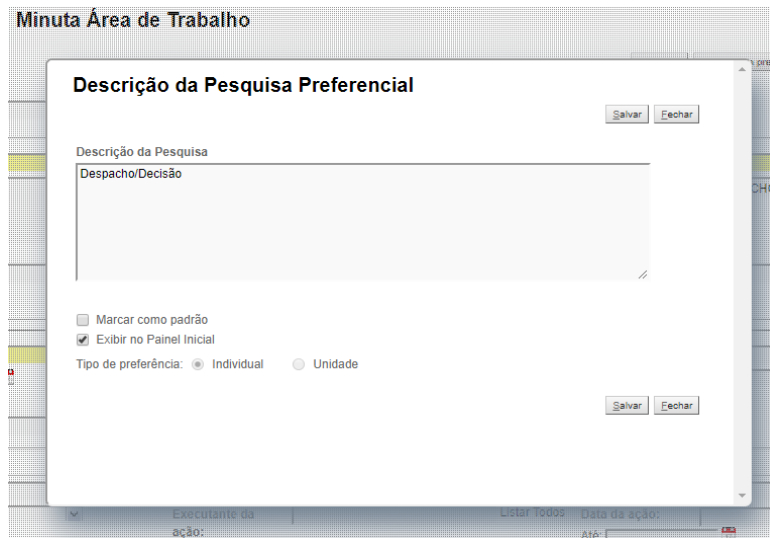 Minuta Área de Trabalho
Descrição da Pesquisa Preferencial
Salvar Fechar
Descrição da Pesquisa
Despacho/Decisão
Marcar como padrão
Exibir no Painel Inicial
Tipo de preferência: Individual Unidade
Salvar Fechar
Executante da ação: Listar Todos Data da ação:
Até: